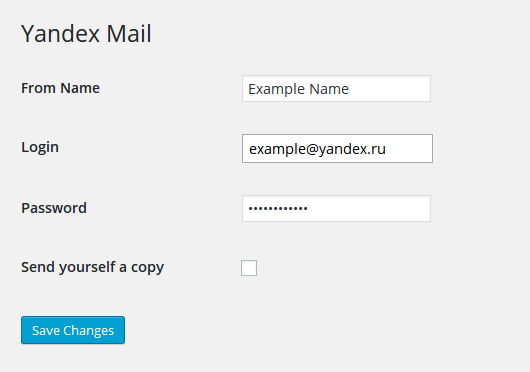 Yandex Mail
From Name Example Name
Login example@yandex.ru
Password ••••••••••••
Send yourself a copy
Save Changes